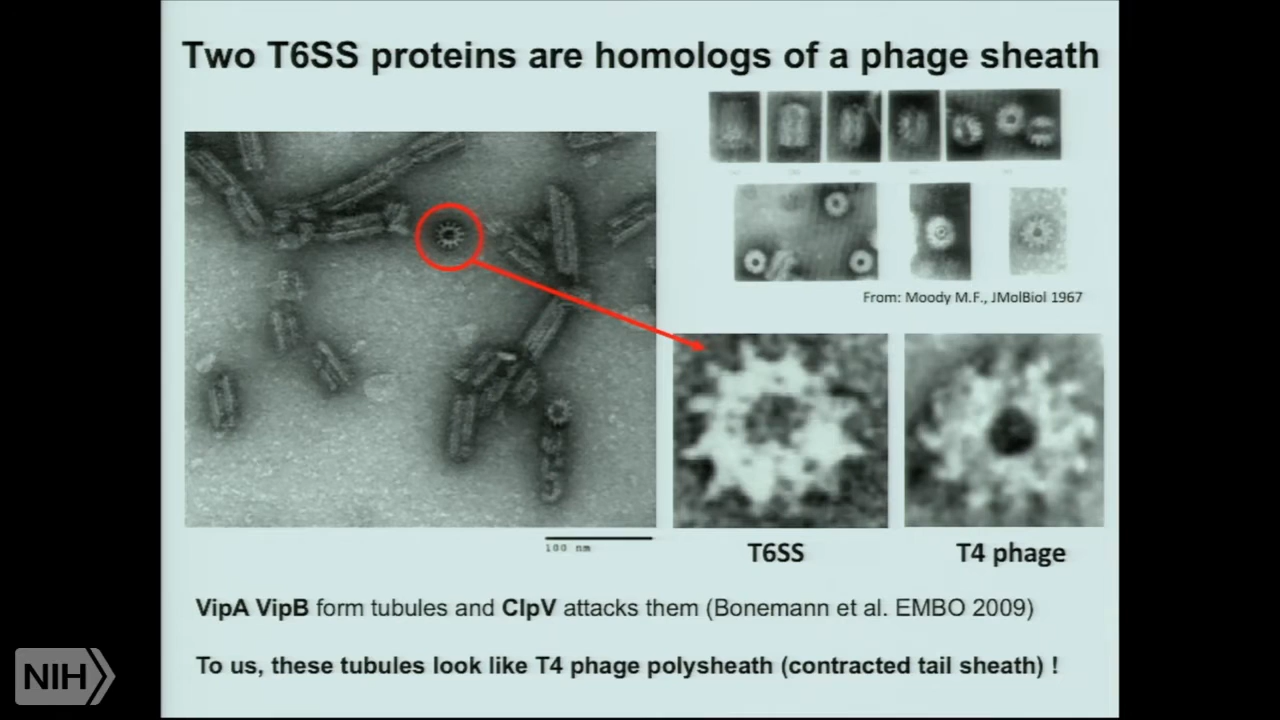 Two T6SS proteins are homologs of a phage sheath
From: Moody M.F., JMolBiol 1967
100 nm
T6SS
T4 phage
VipA VipB form tubules and ClpV attacks them (Bonemann et al. EMBO 2009)
To us, these tubules look like T4 phage polysheath (contracted tail sheath) !
NIH